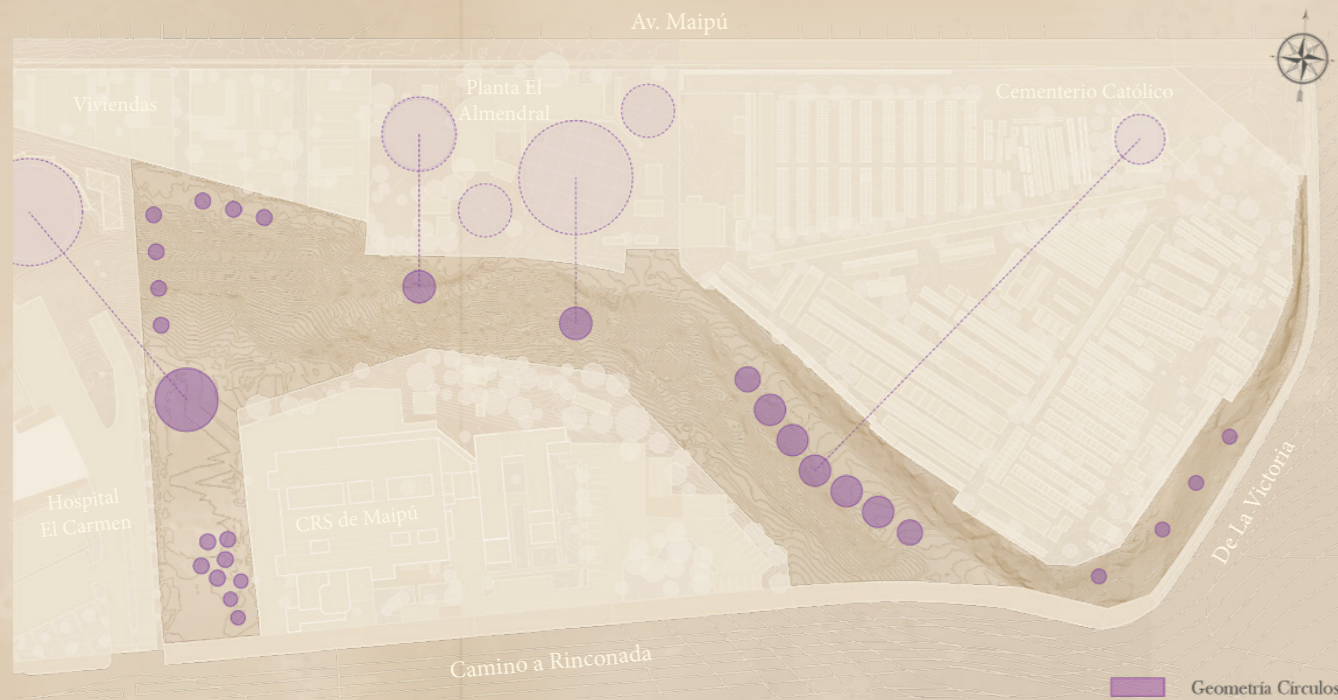 Av. Maipú
Viviendas
Planta El
Almendral
Cementerio Católico
Hospital
El Carmen
CRS de Maipú
De La Victoria
Camino a Rinconada
Geometría Círculos